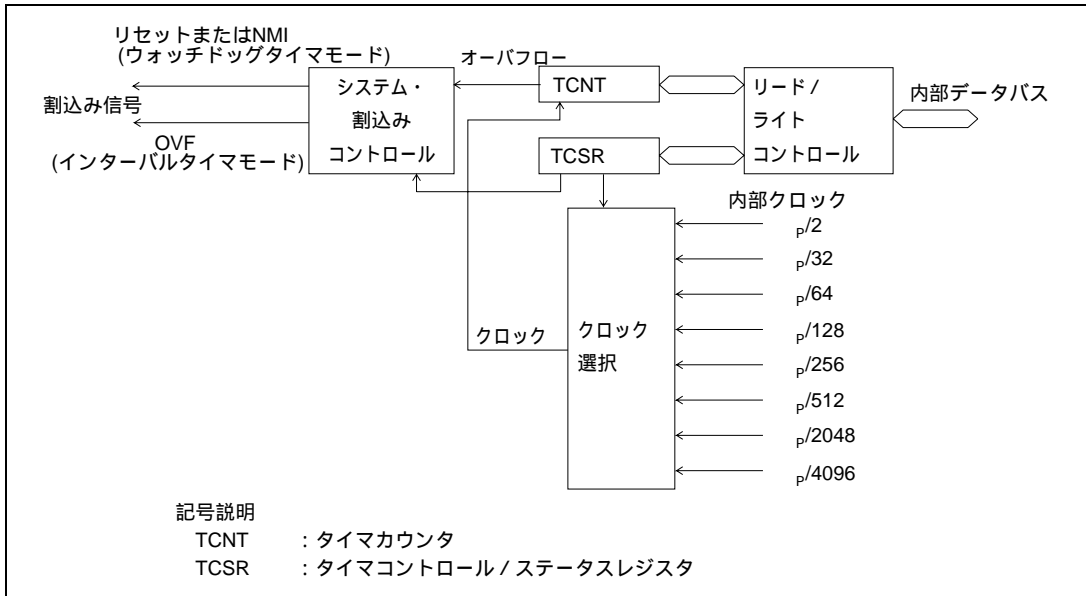 リセットまたはNMI
(ウォッチドッグタイマモード)
割込み信号
OVF
(インターバルタイマモード)
システム・
割込み
コントロール
オーバフロー
TCNT
TCSR
リード/
ライト
コントロール
内部データバス
内部クロック
P/2
P/32
P/64
P/128
P/256
P/512
P/2048
P/4096
クロック
クロック
選択
記号説明
TCNT :タイマカウンタ
TCSR :タイマコントロール/ステータスレジスタ